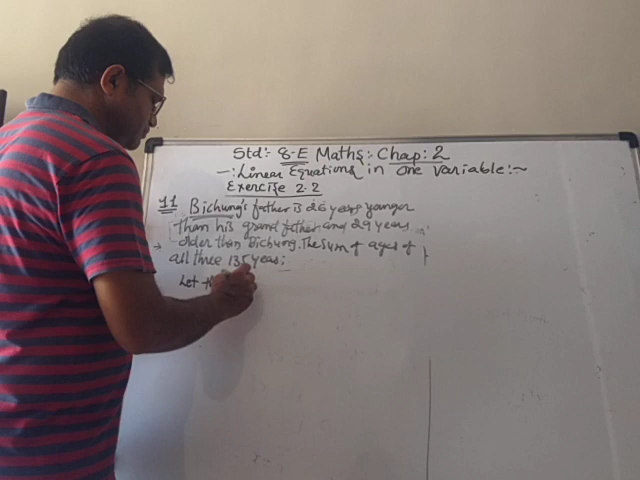 Std:- 8-E Maths:- Chap: 2
-: Linear Equations in One Variable:~
Exercise 2.2
11 Bichung's father is 26 years younger
than his grand father and 29 years
older than Bichung. The sum of ages of
all three 135 years;
Let